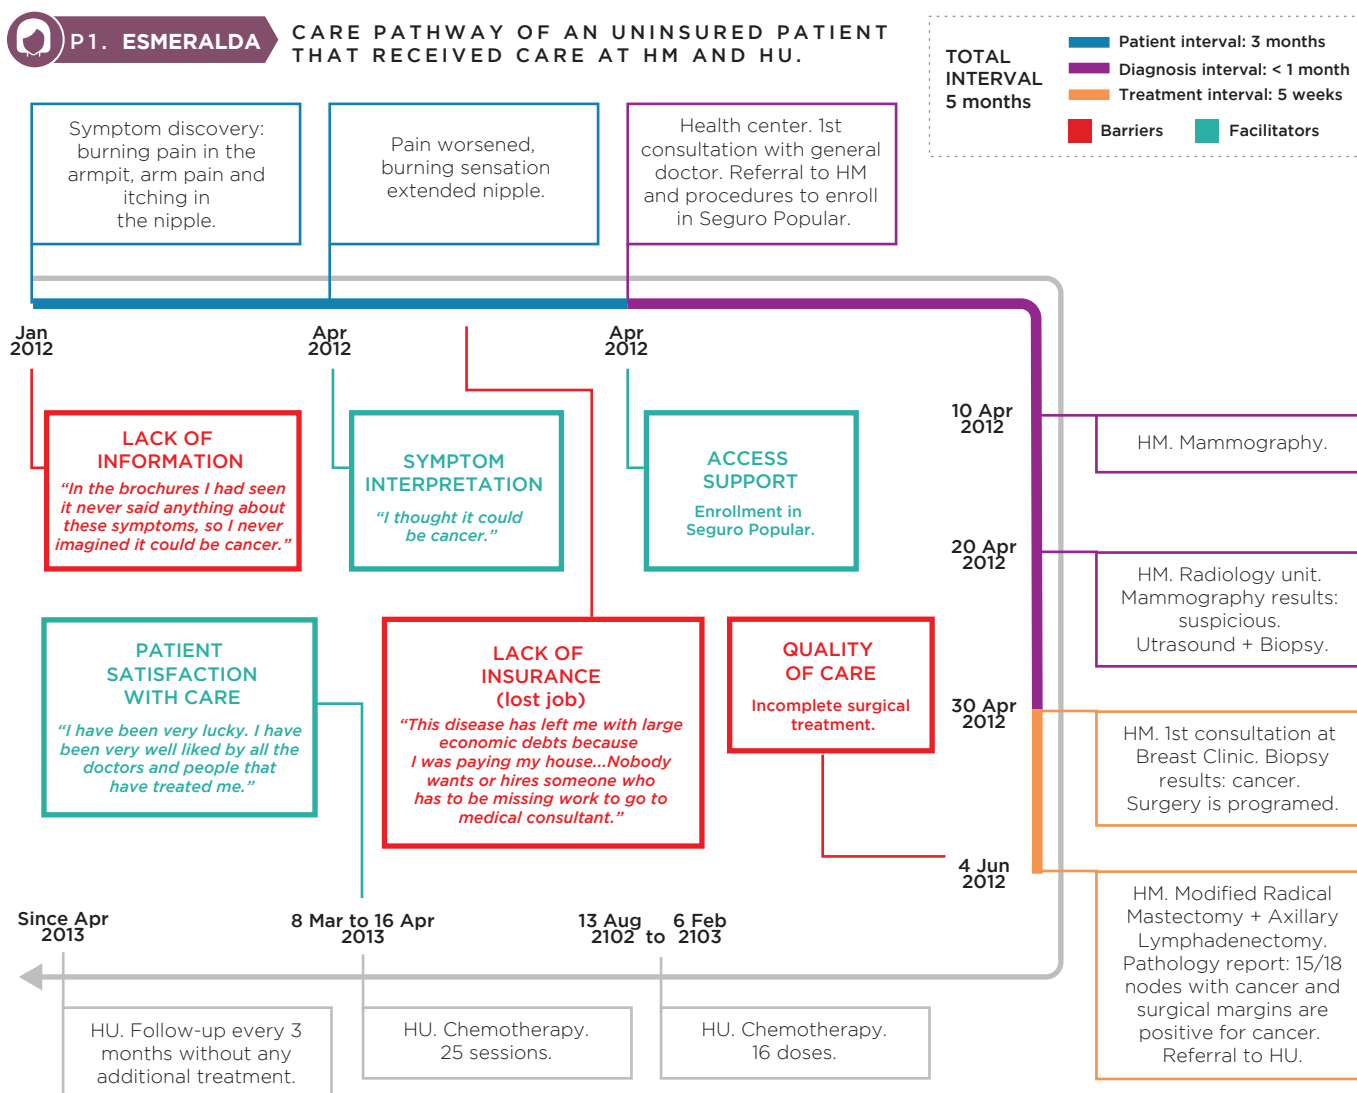 P1. ESMERALDA
CARE PATHWAY OF AN UNINSURED PATIENT
THAT RECEIVED CARE AT HM AND HU.
TOTAL
INTERVAL
5 months
Patient interval: 3 months
Diagnosis interval: < 1 month
Treatment interval: 5 weeks
Barriers
Facilitators
Symptom discovery:
burning pain in the
armpit, arm pain and
itching in
the nipple.
Pain worsened,
burning sensation
extended nipple.
Health center. 1st
consultation with general
doctor. Referral to HM
and procedures to enroll
in Seguro Popular.
Jan
2012
Apr
2012
Apr
2012
LACK OF
INFORMATION
“In the brochures I had seen
it never said anything about
these symptoms, so I never
imagined it could be cancer.”
SYMPTOM
INTERPRETATION
“I thought it could
be cancer.”
ACCESS
SUPPORT
Enrollment in
Seguro Popular.
10 Apr
2012
HM. Mammography.
20 Apr
2012
HM. Radiology unit.
Mammography results:
suspicious.
Utrasound + Biopsy.
PATIENT
SATISFACTION
WITH CARE
“I have been very lucky. I have
been very well liked by all the
doctors and people that
have treated me.”
LACK OF
INSURANCE
(lost job)
“This disease has left me with large
economic debts because
I was paying my house...Nobody
wants or hires someone who
has to be missing work to go to
medical consultant.”
QUALITY
OF CARE
Incomplete surgical
treatment.
30 Apr
2012
HM. 1st consultation at
Breast Clinic. Biopsy
results: cancer.
Surgery is programed.
4 Jun
2012
HM. Modified Radical
Mastectomy + Axillary
Lymphadenectomy.
Pathology report: 15/18
nodes with cancer and
surgical margins are
positive for cancer.
Referral to HU.
Since Apr
2013
8 Mar to 16 Apr
2013
13 Aug
2102 to
6 Feb
2103
HU. Follow-up every 3
months without any
additional treatment.
HU. Chemotherapy.
25 sessions.
HU. Chemotherapy.
16 doses.